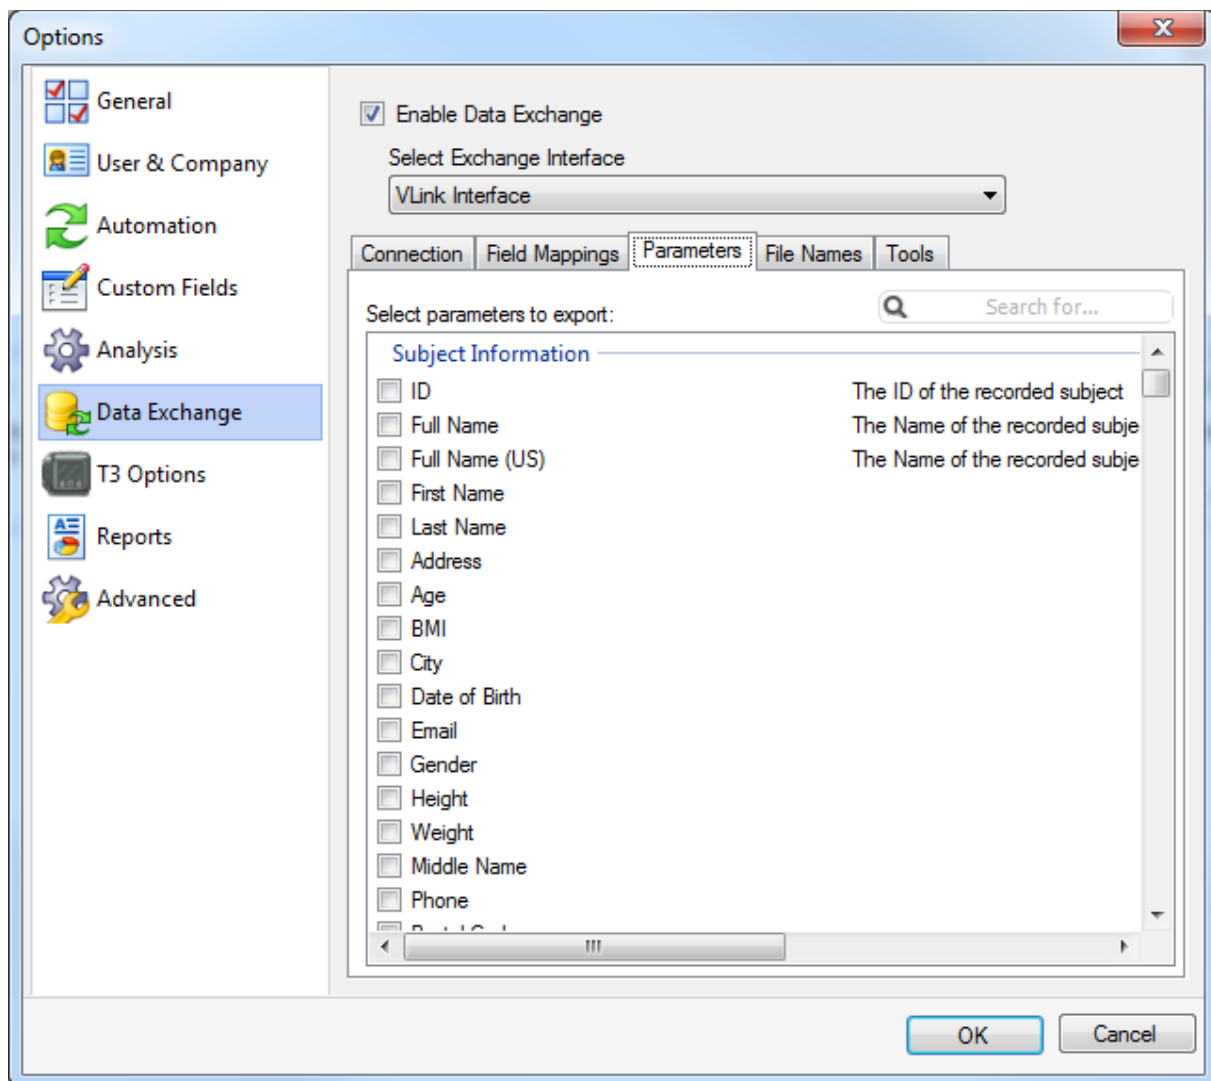 Options
General
User & Company
Automation
Custom Fields
Analysis
Data Exchange
T3 Options
Reports
Advanced
Enable Data Exchange
Select Exchange Interface
VLink Interface
Connection Field Mappings Parameters File Names Tools
Select parameters to export: Search for...
Subject Information
ID The ID of the recorded subject
Full Name The Name of the recorded subje
Full Name (US) The Name of the recorded subje
First Name
Last Name
Address
Age
BMI
City
Date of Birth
Email
Gender
Height
Weight
Middle Name
Phone
OK Cancel